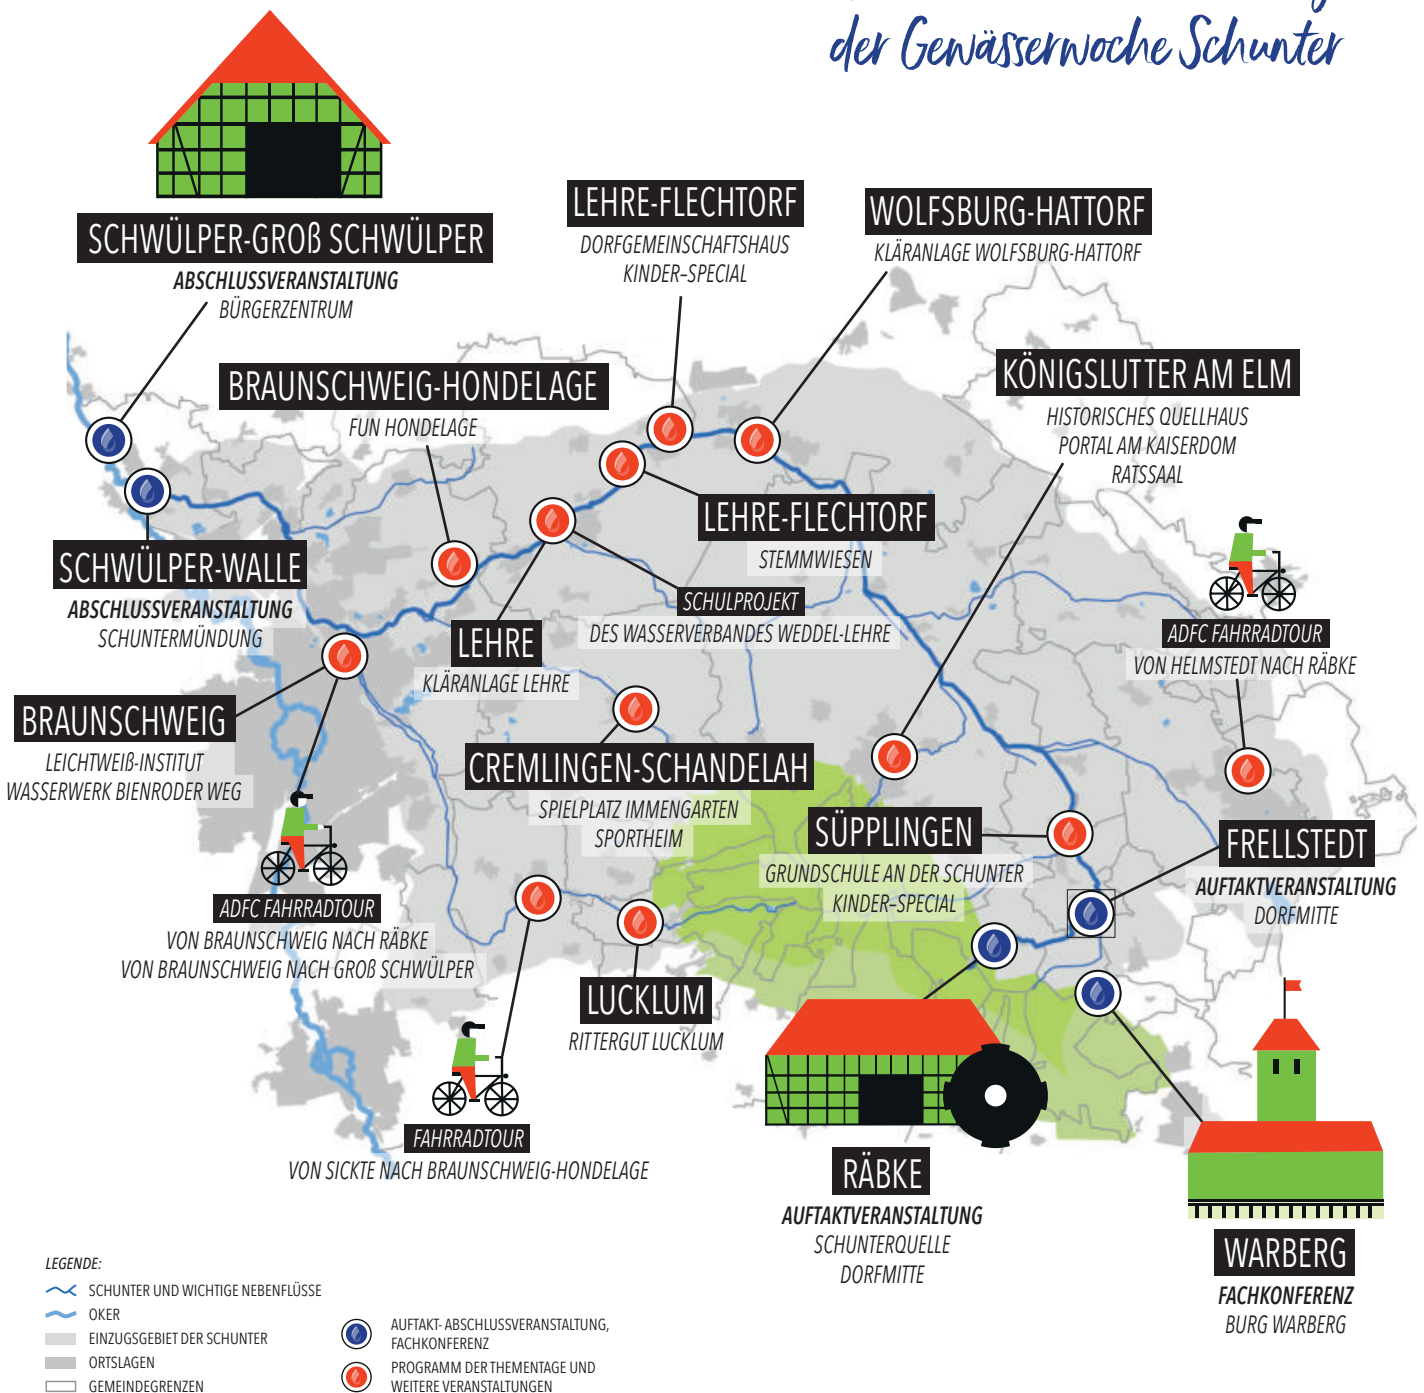 der Gewässerwoche Schunter
SCHWÜLPER-GROß SCHWÜLPER
ABSCHLUSSVERANSTALTUNG
BÜRGERZENTRUM
LEHRE-FLECHTORF
DORFGEMEINSCHAFTSHAUS
KINDER-SPECIAL
WOLFSBURG-HATTORF
KLÄRANLAGE WOLFSBURG-HATTORF
BRAUNSCHWEIG-HONDELAGE
FUN HONDELAGE
KÖNIGSLUTTER AM ELM
HISTORISCHES QUELLHAUS
PORTAL AM KAISERDOM
RATSSAAL
LEHRE-FLECHTORF
STEMMWIESEN
SCHWÜLPER-WALLE
ABSCHLUSSVERANSTALTUNG
SCHUNTERMÜNDUNG
SCHULPROJEKT
DES WASSERVERBANDES WEDDEL-LEHRE
LEHRE
KLÄRANLAGE LEHRE
ADFC FAHRRADTOUR
VON HELMSTEDT NACH RÄBKE
BRAUNSCHWEIG
LEICHTWEIß-INSTITUT
WASSERWERK BIENRODER WEG
CREMLINGEN-SCHANDELAH
SPIELPLATZ IMMENGARTEN
SPORTHEIM
SÜPPLINGEN
GRUNDSCHULE AN DER SCHUNTER
KINDER-SPECIAL
FRELLSTEDT
AUFTAKTVERANSTALTUNG
DORFMITTE
ADFC FAHRRADTOUR
VON BRAUNSCHWEIG NACH RÄBKE
VON BRAUNSCHWEIG NACH GROß SCHWÜLPER
LUCKLUM
RITTERGUT LUCKLUM
FAHRRADTOUR
VON SICKTE NACH BRAUNSCHWEIG-HONDELAGE
RÄBKE
AUFTAKTVERANSTALTUNG
SCHUNTERQUELLE
DORFMITTE
WARBERG
FACHKONFERENZ
BURG WARBERG
LEGENDE:
SCHUNTER UND WICHTIGE NEBENFLÜSSE
OKER
EINZUGSGEBIET DER SCHUNTER
ORTSLAGEN
GEMEINDEGRENZEN
AUFTAKT- ABSCHLUSSVERANSTALTUNG,
FACHKONFERENZ
PROGRAMM DER THEMENTAGE UND
WEITERE VERANSTALTUNGEN